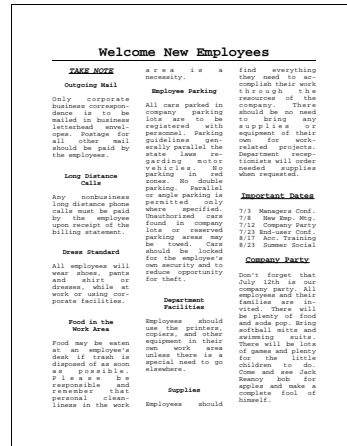 Welcome New Employees
TAKE NOTE
Outgoing Mail
Only corporate
business correspon-
dence is to be
mailed in business
letterhead envel-
opes. Postage for
all other mail
should be paid by
the employees.
Long Distance
Calls
Any nonbusiness
long distance phone
calls must be paid
by the employee
upon receipt of the
billing statement.
Dress Standard
All employees will
wear shoes, pants
and shirt or
dresses, while at
work or using cor-
porate facilities.
Food in the
Work Area
Food may be eaten
at an employee's
desk if trash is
disposed of as soon
as possible.
Please be
responsible and
remember that
personal clean-
liness in the work
area is a
necessity.
Employee Parking
All cars parked in
company parking
lots are to be
registered with
personnel. Parking
guidelines gen-
erally parallel the
state laws re-
garding motor
vehicles. No
parking in red
zones. No double
parking. Parallel
or angle parking is
permitted only
where specified.
Unauthorized cars
found in company
lots or reserved
parking areas may
be towed. Cars
should be locked
for the employee's
own security and to
reduce opportunity
for theft.
Department
Facilities
Employees should
use the printers,
copiers, and other
equipment in their
own work area
unless there is a
special need to go
elsewhere.
Supplies
Employees should
find everything
they need to ac-
complish their work
through the
resources of the
company. There
should be no need
to bring any
supplies or
equipment of their
own for work-
related projects.
Department recep-
tionists will order
needed supplies
when requested.
Important Dates
7/3 Managers Conf.
7/8 New Emp. Mtg.
7/12 Company Party
7/23 End-user Conf.
8/17 Acc. Training
8/23 Summer Social
Company Party
Don't forget that
July 12th is our
company party. All
employees and their
families are in-
vited. There will
be plenty of food
and soda pop. Bring
softball mitts and
swimming suits.
There will be lots
of games and plenty
for the little
children to do.
Come and see Jack
Reanoy bob for
apples and make a
complete fool of
himself.